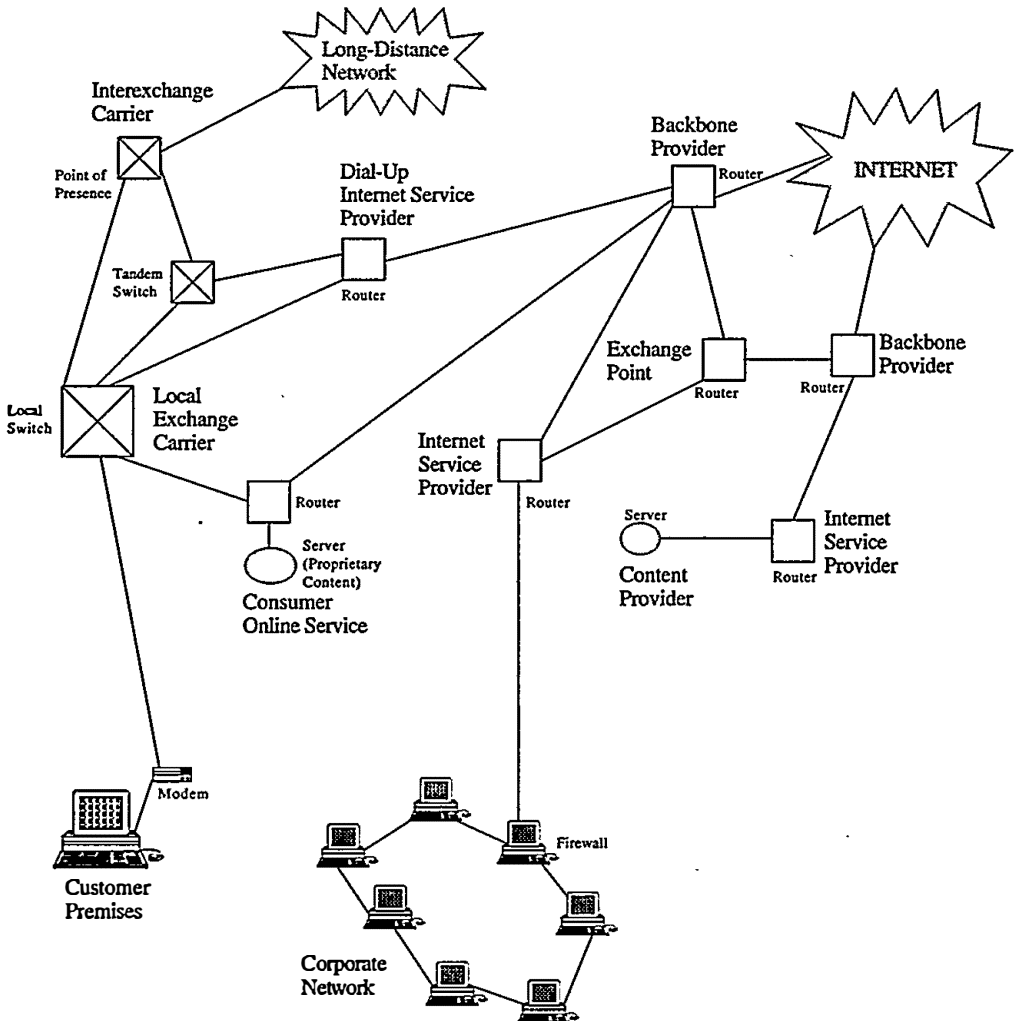 Long-Distance
Network
Interexchange
Carrier
Point of
Presence
Dial-Up
Internet Service
Provider
Router
Tandem
Switch
Local
Switch
Local
Exchange
Carrier
Router
Server
(Proprietary
Content)
Consumer
Online Service
Modem
Customer
Premises
Backbone
Provider
Router
INTERNET
Exchange
Point
Router
Backbone
Provider
Router
Internet
Service
Provider
Router
Server
Content
Provider
Internet
Service
Provider
Router
Firewall
Corporate
Network